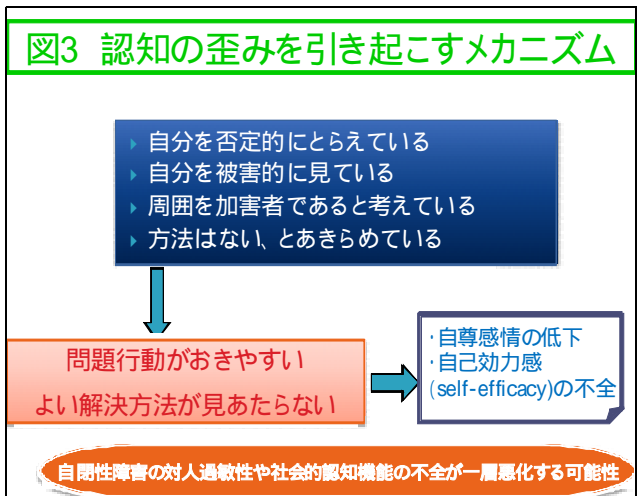 図3 認知の歪みを引き起こすメカニズム
自分を否定的にとらえている
自分を被害的に見ている
周囲を加害者であると考えている
方法はない、とあきらめている
問題行動がおきやすい
よい解決方法が見あたらない
·自尊感情の低下
·自己効力感
(self-efficacy)の不全
自閉性障害の対人過敏性や社会的認知機能の不全が一層悪化する可能性